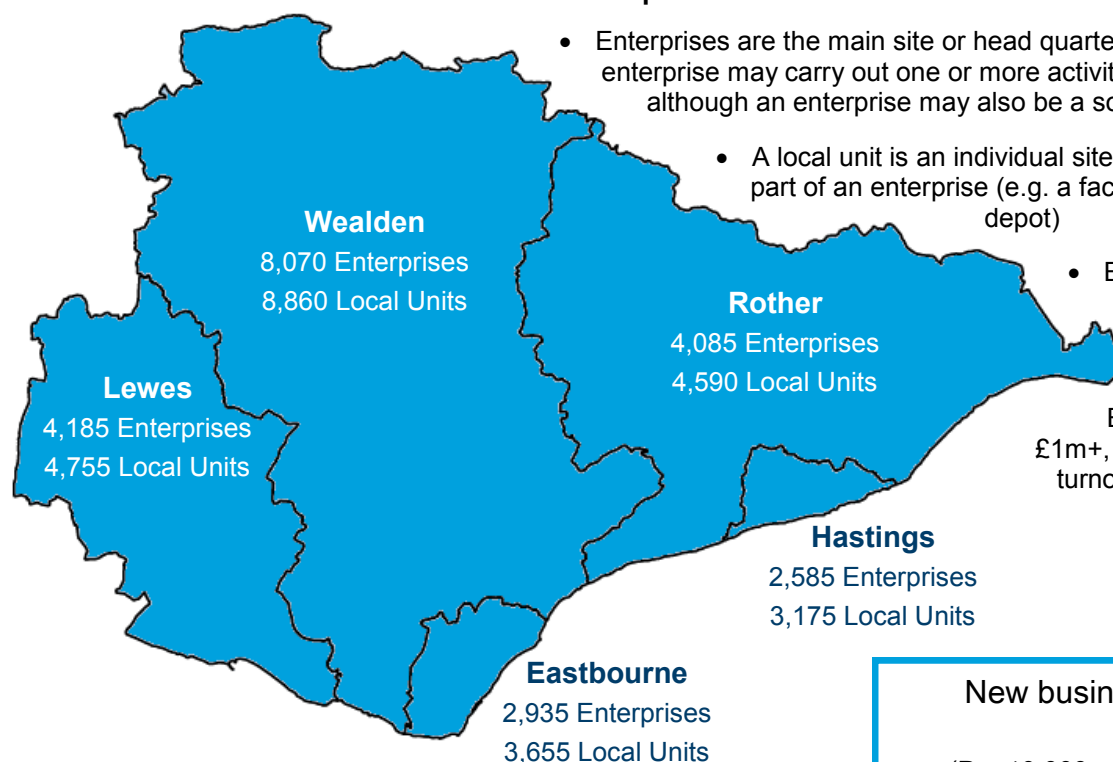 • Enterprises are the main site or head quarte
enterprise may carry out one or more activit
although an enterprise may also be a so
• A local unit is an individual site
part of an enterprise (e.g. a fac
depot)
• E
£1m+,
turno
Wealden
8,070 Enterprises
8,860 Local Units
Rother
4,085 Enterprises
4,590 Local Units
Lewes
4,185 Enterprises
4,755 Local Units
Hastings
2,585 Enterprises
3,175 Local Units
Eastbourne
2,935 Enterprises
3,655 Local Units
New busin